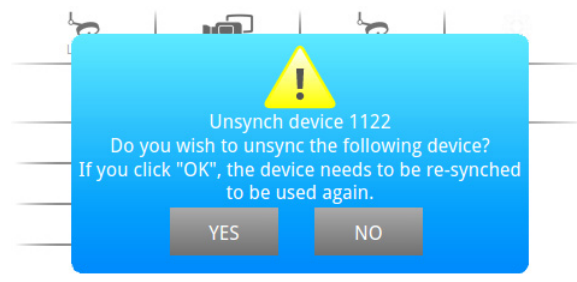 Unsynch device 1122
Do you wish to unsync the following device?
If you click "OK", the device needs to be re-synched
to be used again.
YES NO